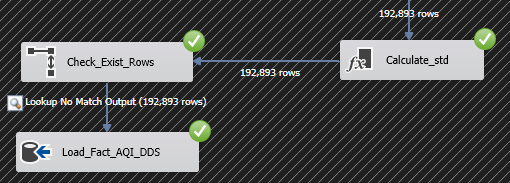 192,893 rows
Check_Exist_Rows
Calculate_std
192,893 rows
Lookup No Match Output (192,893 rows)
Load_Fact_AQI_DDS